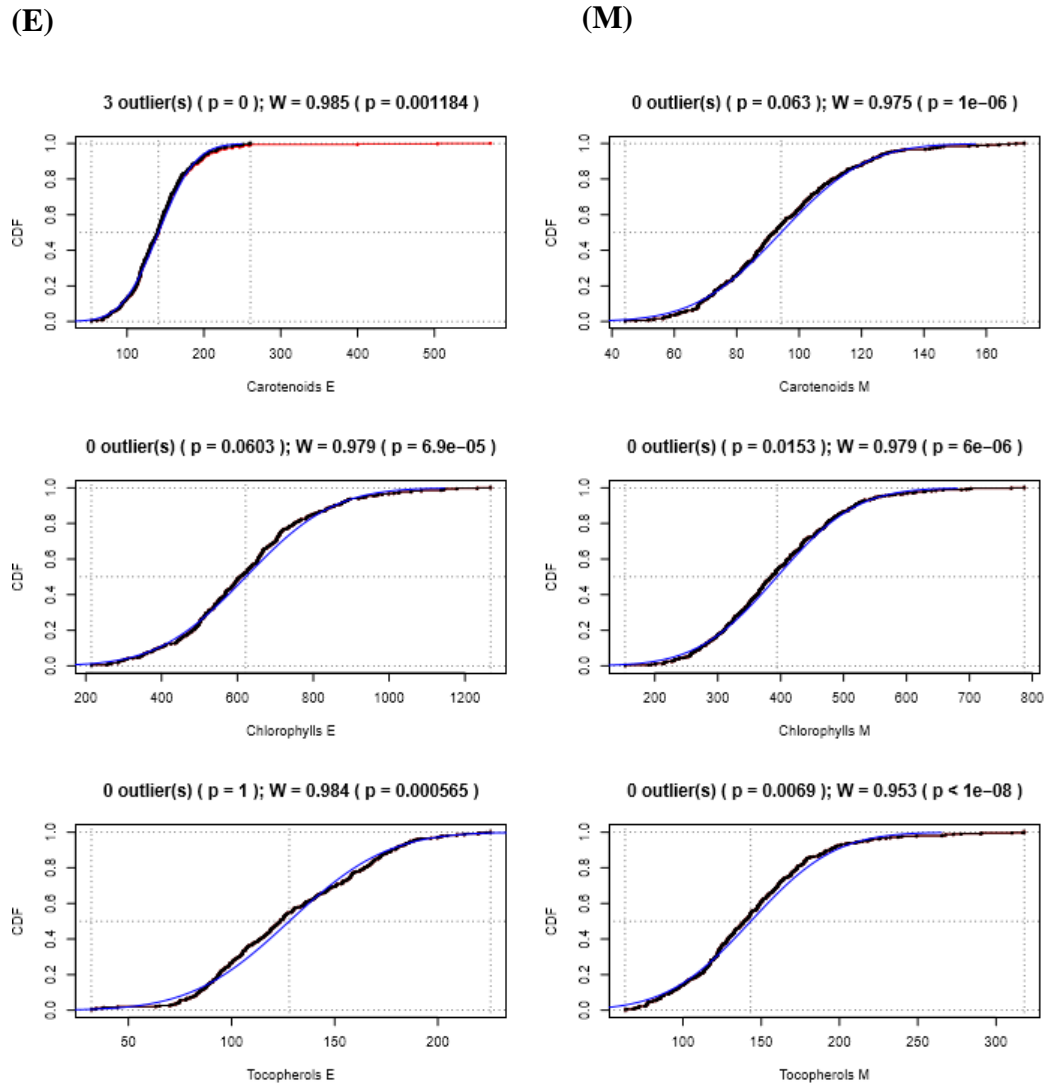 (E)
(M)
3 outlier(s) ( p = 0 ); W = 0.985 ( p = 0.001184 )
CDF
0.0 0.2 0.4 0.6 0.8 1.0
100 200 300 400 500
Carotenoids E
0 outlier(s) ( p = 0.063 ); W = 0.975 ( p = 1e−06 )
CDF
0.0 0.2 0.4 0.6 0.8 1.0
40 60 80 100 120 140 160
Carotenoids M
0 outlier(s) ( p = 0.0603 ); W = 0.979 ( p = 6.9e−05 )
CDF
0.0 0.2 0.4 0.6 0.8 1.0
200 400 600 800 1000 1200
Chlorophylls E
0 outlier(s) ( p = 0.0153 ); W = 0.979 ( p = 6e−06 )
CDF
0.0 0.2 0.4 0.6 0.8 1.0
200 300 400 500 600 700 800
Chlorophylls M
0 outlier(s) ( p = 1 ); W = 0.984 ( p = 0.000565 )
CDF
0.0 0.2 0.4 0.6 0.8 1.0
50 100 150 200
Tocopherols E
0 outlier(s) ( p = 0.0069 ); W = 0.953 ( p < 1e−08 )
CDF
0.0 0.2 0.4 0.6 0.8 1.0
100 150 200 250 300
Tocopherols M